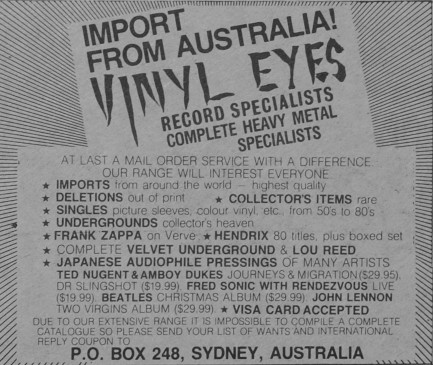 IMPORT
FROM AUSTRALIA!
VINYL EYES
RECORD SPECIALISTS
COMPLETE HEAVY METAL
SPECIALISTS
AT LAST A MAIL ORDER SERVICE WITH A DIFFERENCE
OUR RANGE WILL INTEREST EVERYONE
★ IMPORTS from around the world — highest quality
★ DELETIONS out of print ★ COLLECTOR'S ITEMS rare
★ SINGLES picture sleeves, colour vinyl, etc., from 50's to 80's
★ UNDERGROUNDS collector's heaven
★ FRANK ZAPPA on Verve ★ HENDRIX 80 titles, plus boxed set
★ COMPLETE VELVET UNDERGROUND & LOU REED
★ JAPANESE AUDIOPHILE PRESSINGS OF MANY ARTISTS
TED NUGENT & AMBOY DUKES JOURNEYS & MIGRATION ($29.95),
DR SLINGSHOT ($19.99). FRED SONIC WITH RENDEZVOUS LIVE
($19.99). BEATLES CHRISTMAS ALBUM ($29.99). JOHN LENNON
TWO VIRGINS ALBUM ($29.99). ★ VISA CARD ACCEPTED
DUE TO OUR EXTENSIVE RANGE IT IS IMPOSSIBLE TO COMPILE A COMPLETE
CATALOGUE SO PLEASE SEND YOUR LIST OF WANTS AND INTERNATIONAL
REPLY COUPON TO
P.O. BOX 248, SYDNEY, AUSTRALIA